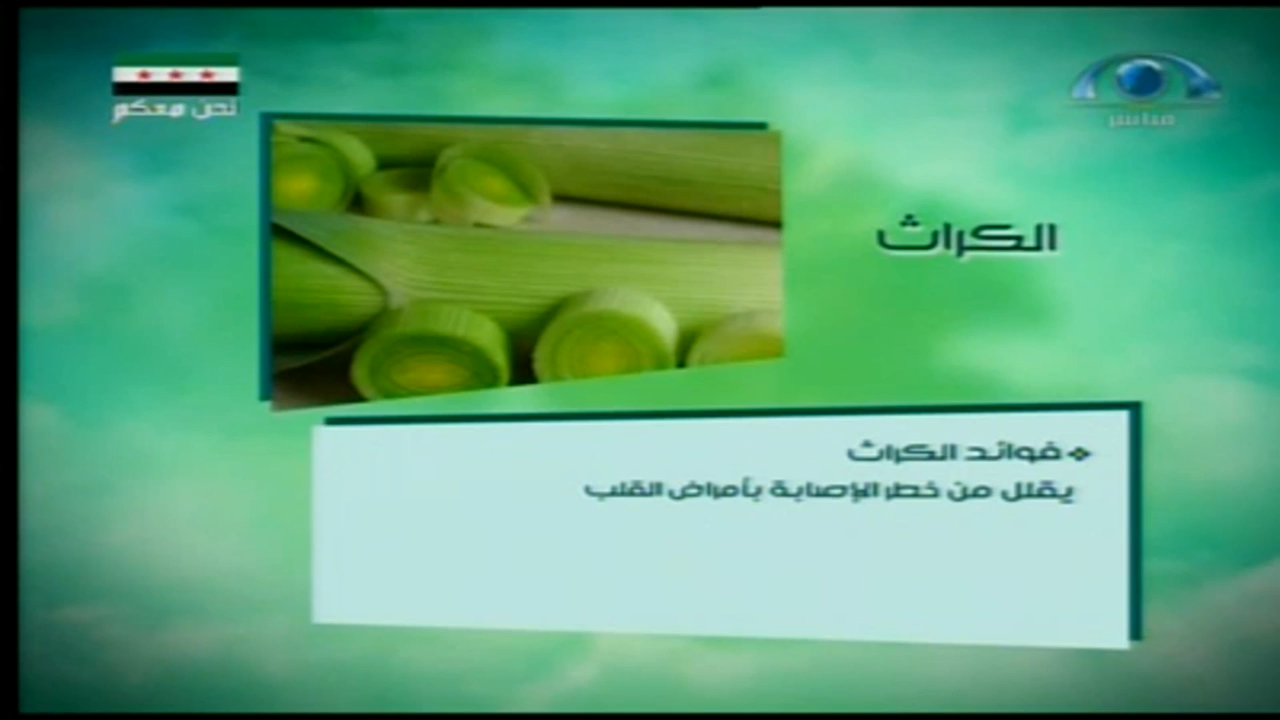 نحن معكم
مباشر
الكراث
فوائد الكراث
يقلل من خطر الإصابة بأمراض القلب